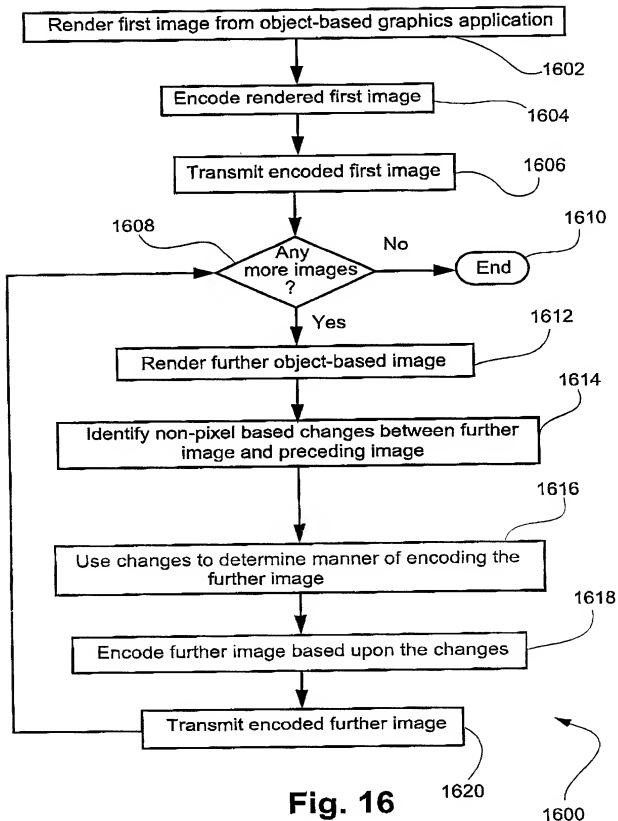 Render first image from object-based graphics application
1602
Encode rendered first image
1604
Transmit encoded first image
1606
1608
Any
more images
?
No
End
1610
Yes
Render further object-based image
1612
Identify non-pixel based changes between further
image and preceding image
1614
Use changes to determine manner of encoding the
further image
1616
Encode further image based upon the changes
1618
Transmit encoded further image
1620
Fig. 16
1600